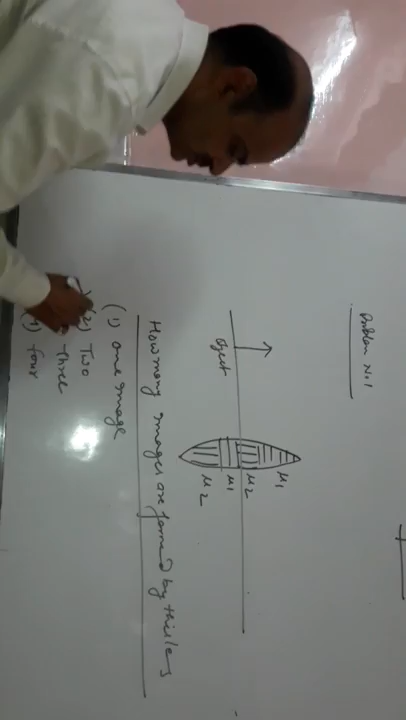 Problem No.1
μ1
μ2
μ1
μ2
object
How many images are formed by this lens
(1) one image
(2) Two
Three
(4) four